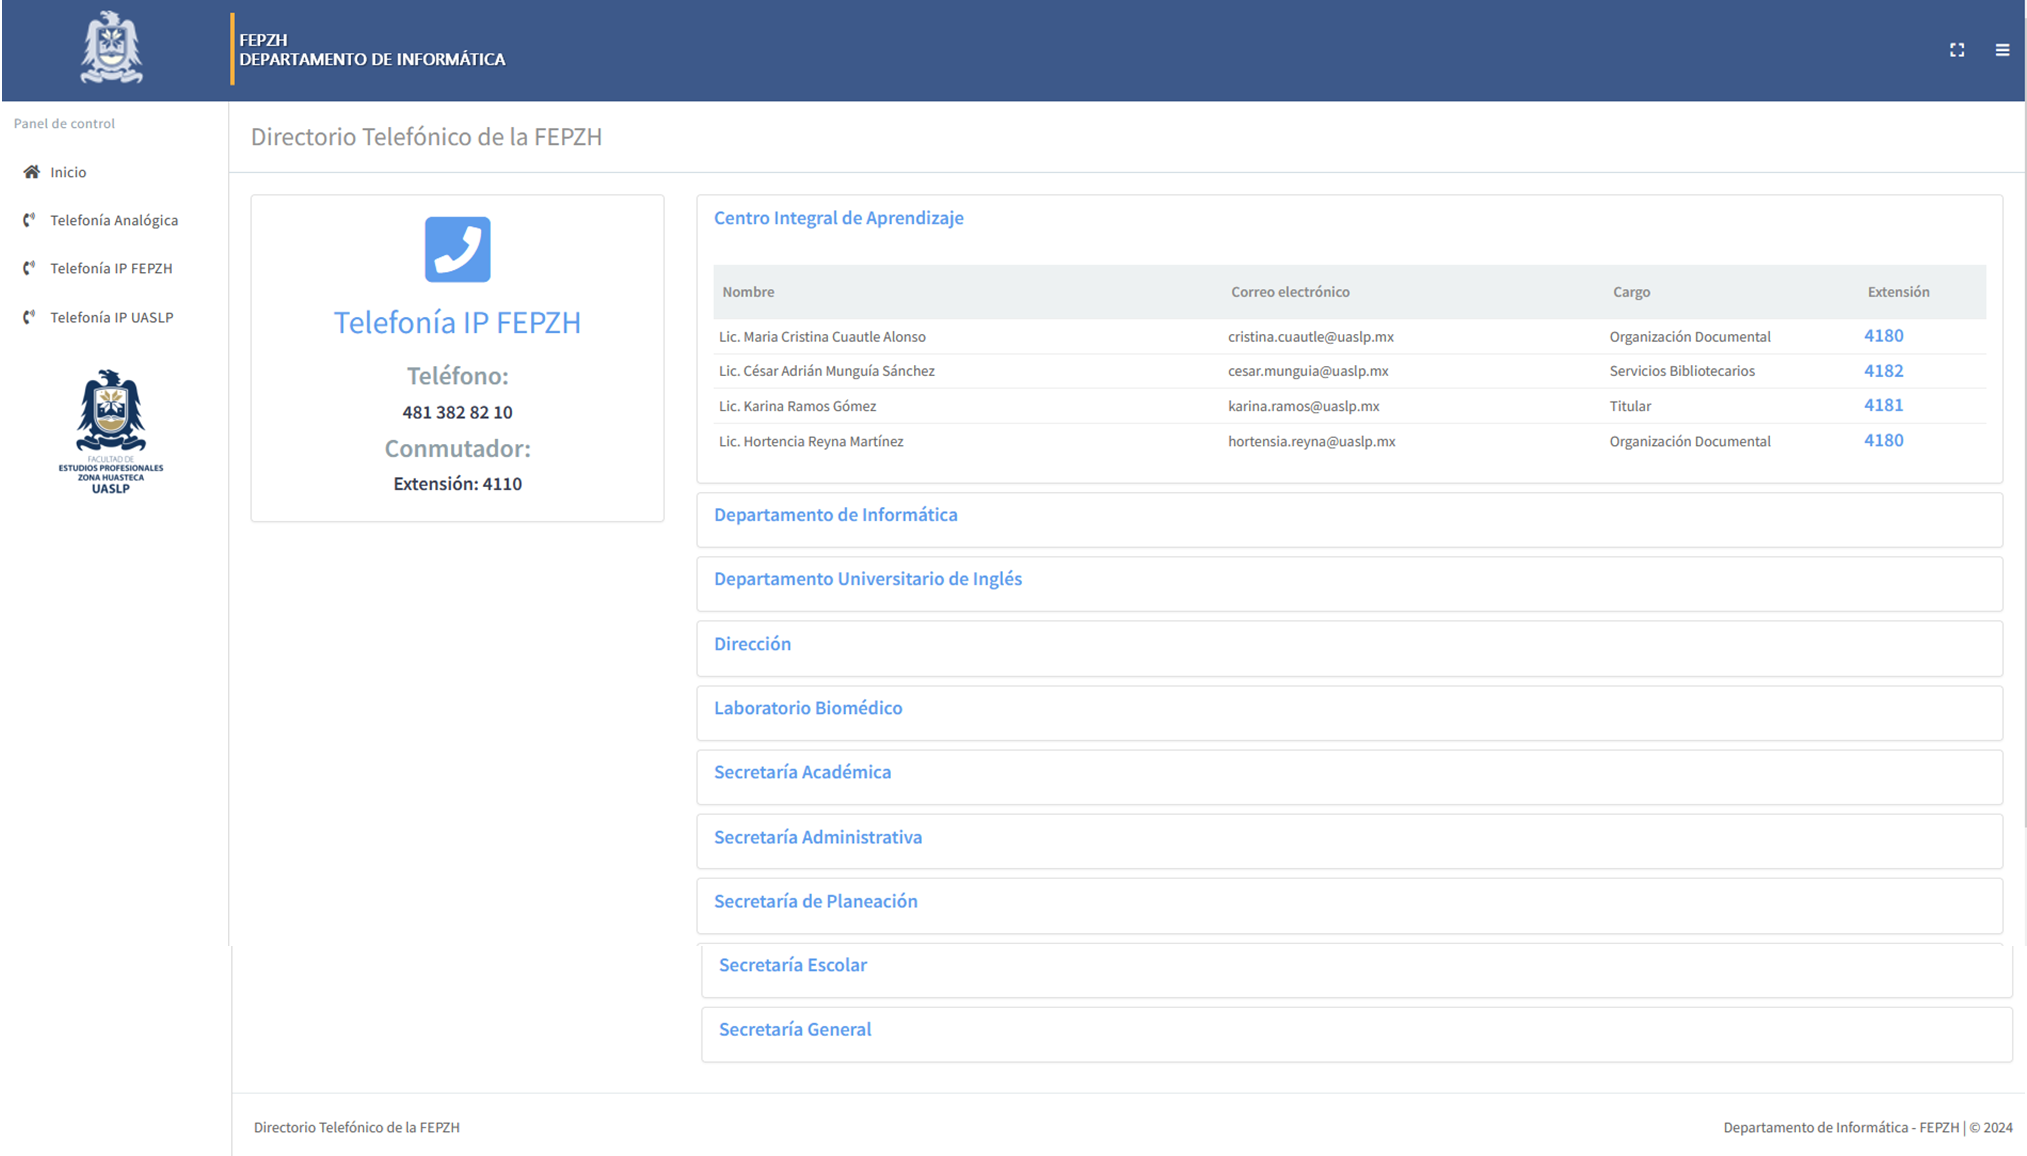 FEPZH
DEPARTAMENTO DE INFORMÁTICA
Panel de control
Inicio
Telefonía Analógica
Telefonía IP FEPZH
Telefonía IP UASLP
FACULTAD DE
ESTUDIOS PROFESIONALES
ZONA HUASTECA
UASLP
Directorio Telefónico de la FEPZH
Telefonía IP FEPZH
Teléfono:
481 382 82 10
Conmutador:
Extensión: 4110
Centro Integral de Aprendizaje
Nombre Correo electrónico Cargo Extensión
Lic. Maria Cristina Cuautle Alonso cristina.cuautle@uaslp.mx Organización Documental 4180
Lic. César Adrián Munguía Sánchez cesar.munguia@uaslp.mx Servicios Bibliotecarios 4182
Lic. Karina Ramos Gómez karina.ramos@uaslp.mx Titular 4181
Lic. Hortencia Reyna Martínez hortensia.reyna@uaslp.mx Organización Documental 4180
Departamento de Informática
Departamento Universitario de Inglés
Dirección
Laboratorio Biomédico
Secretaría Académica
Secretaría Administrativa
Secretaría de Planeación
Secretaría Escolar
Secretaría General
Directorio Telefónico de la FEPZH
Departamento de Informática - FEPZH | © 2024